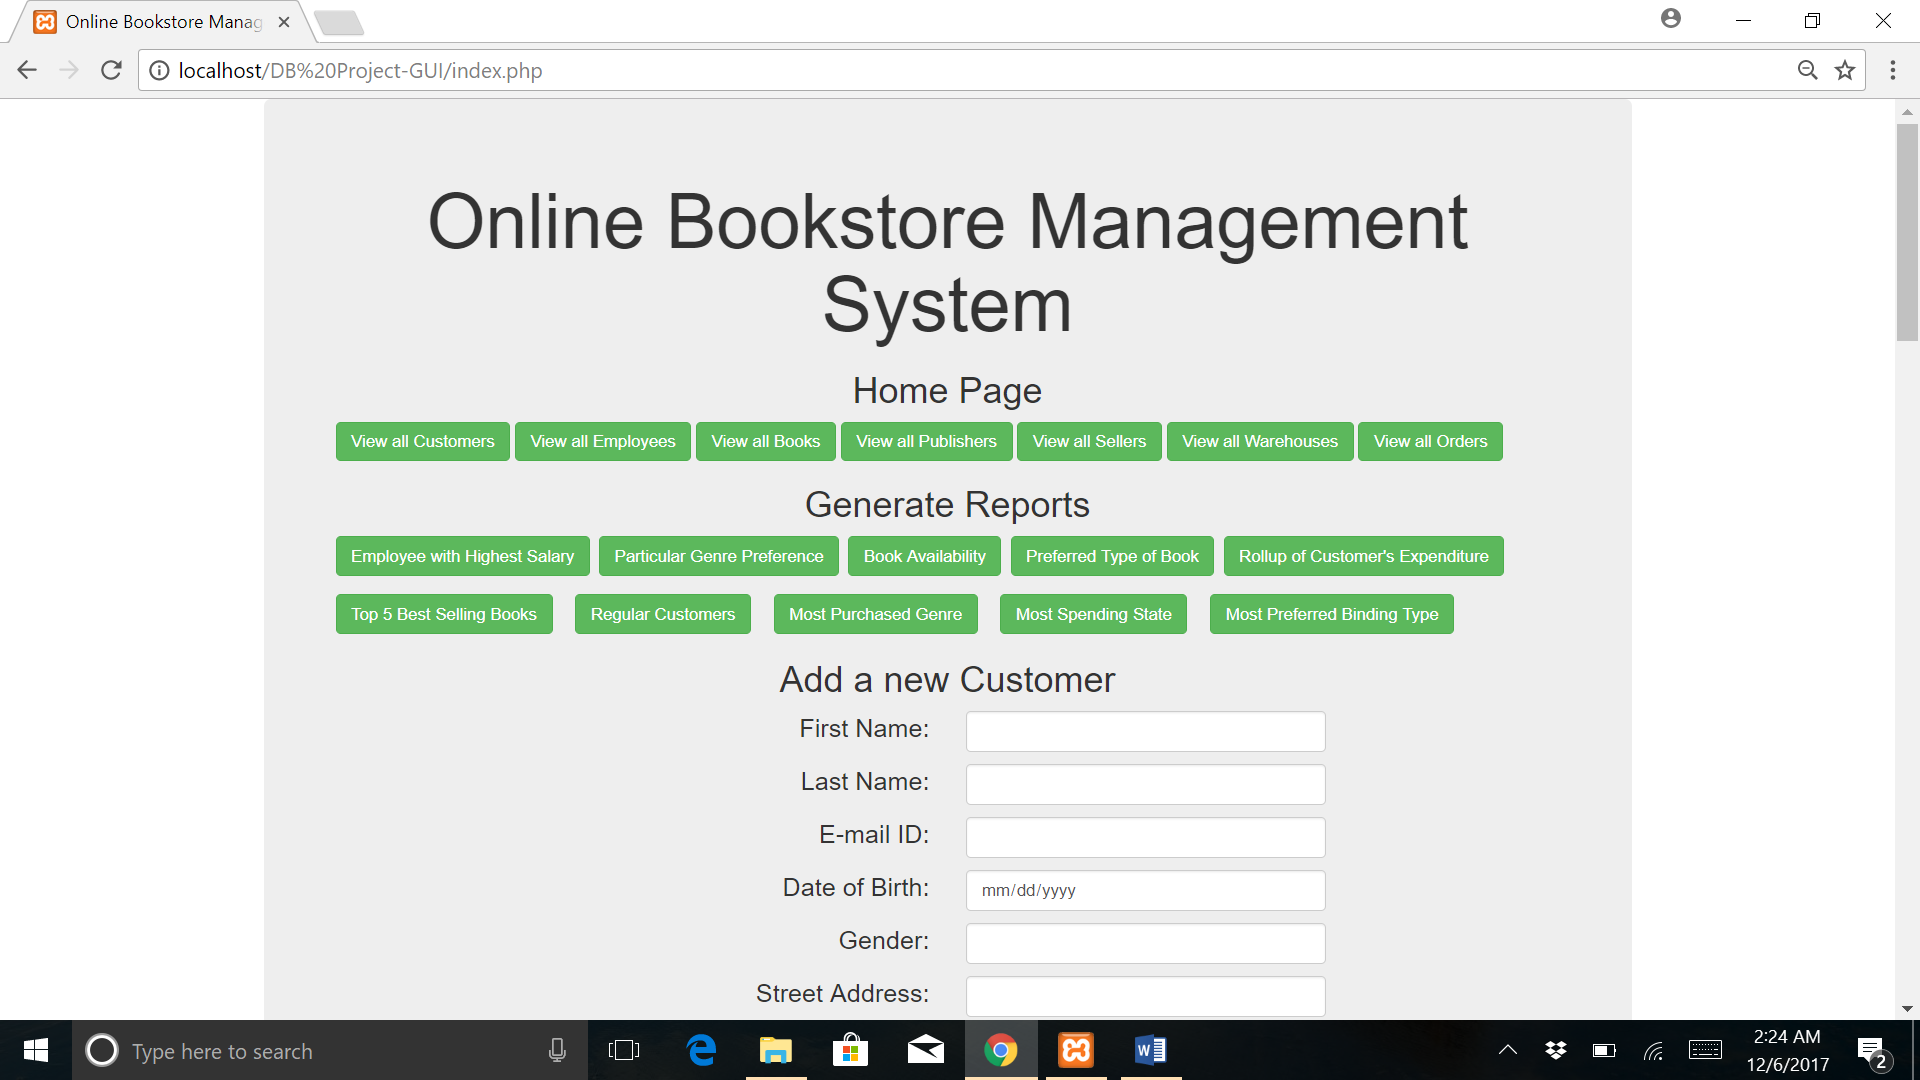 Online Bookstore Manag
localhost/DB%20Project-GUI/index.php
Online Bookstore Management
System
Home Page
View all Customers View all Employees View all Books View all Publishers View all Sellers View all Warehouses View all Orders
Generate Reports
Employee with Highest Salary Particular Genre Preference Book Availability Preferred Type of Book Rollup of Customer's Expenditure
Top 5 Best Selling Books Regular Customers Most Purchased Genre Most Spending State Most Preferred Binding Type
Add a new Customer
First Name:
Last Name:
E-mail ID:
Date of Birth: mm/dd/yyyy
Gender:
Street Address:
Type here to search
2:24 AM
12/6/2017
2